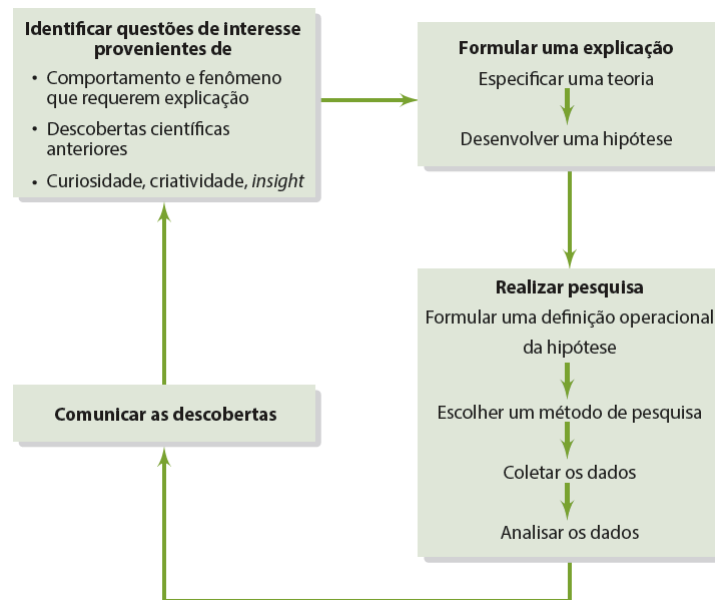 Identificar questões de interesse
provenientes de
• Comportamento e fenômeno
que requerem explicação
• Descobertas científicas
anteriores
• Curiosidade, criatividade, insight
Formular uma explicação
Especificar uma teoria
Desenvolver uma hipótese
Realizar pesquisa
Formular uma definição operacional
da hipótese
Escolher um método de pesquisa
Coletar os dados
Analisar os dados
Comunicar as descobertas